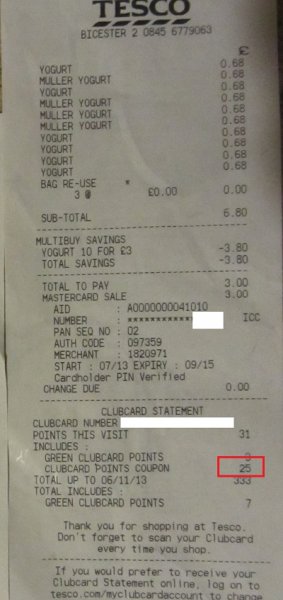 TESCO
BICESTER 2 0845 6779063
£
YOGURT 0.68
MULLER YOGURT 0.68
YOGURT 0.68
MULLER YOGURT 0.68
MULLER YOGURT 0.68
MULLER YOGURT 0.68
YOGURT 0.68
YOGURT 0.68
YOGURT 0.68
YOGURT 0.68
BAG RE-USE *
3 @ £0.00 0.00
SUB-TOTAL 6.80
MULTIBUY SAVINGS
YOGURT 10 FOR £3 -3.80
TOTAL SAVINGS -3.80
TOTAL TO PAY 3.00
MASTERCARD SALE 3.00
AID : A0000000041010
NUMBER : ************ ICC
PAN SEQ NO : 02
AUTH CODE : 097359
MERCHANT : 1820971
START : 07/13 EXPIRY : 09/15
Cardholder PIN Verified
CHANGE DUE 0.00
CLUBCARD STATEMENT
CLUBCARD NUMBER
POINTS THIS VISIT 31
INCLUDES :
GREEN CLUBCARD POINTS 3
CLUBCARD POINTS COUPON 25
TOTAL UP TO 06/11/13 333
TOTAL INCLUDES :
GREEN CLUBCARD POINTS 7
Thank you for shopping at Tesco.
Don't forget to scan your Clubcard
every time you shop.
If you would prefer to receive your
Clubcard Statement online, log on to
tesco.com/myclubcardaccount to change